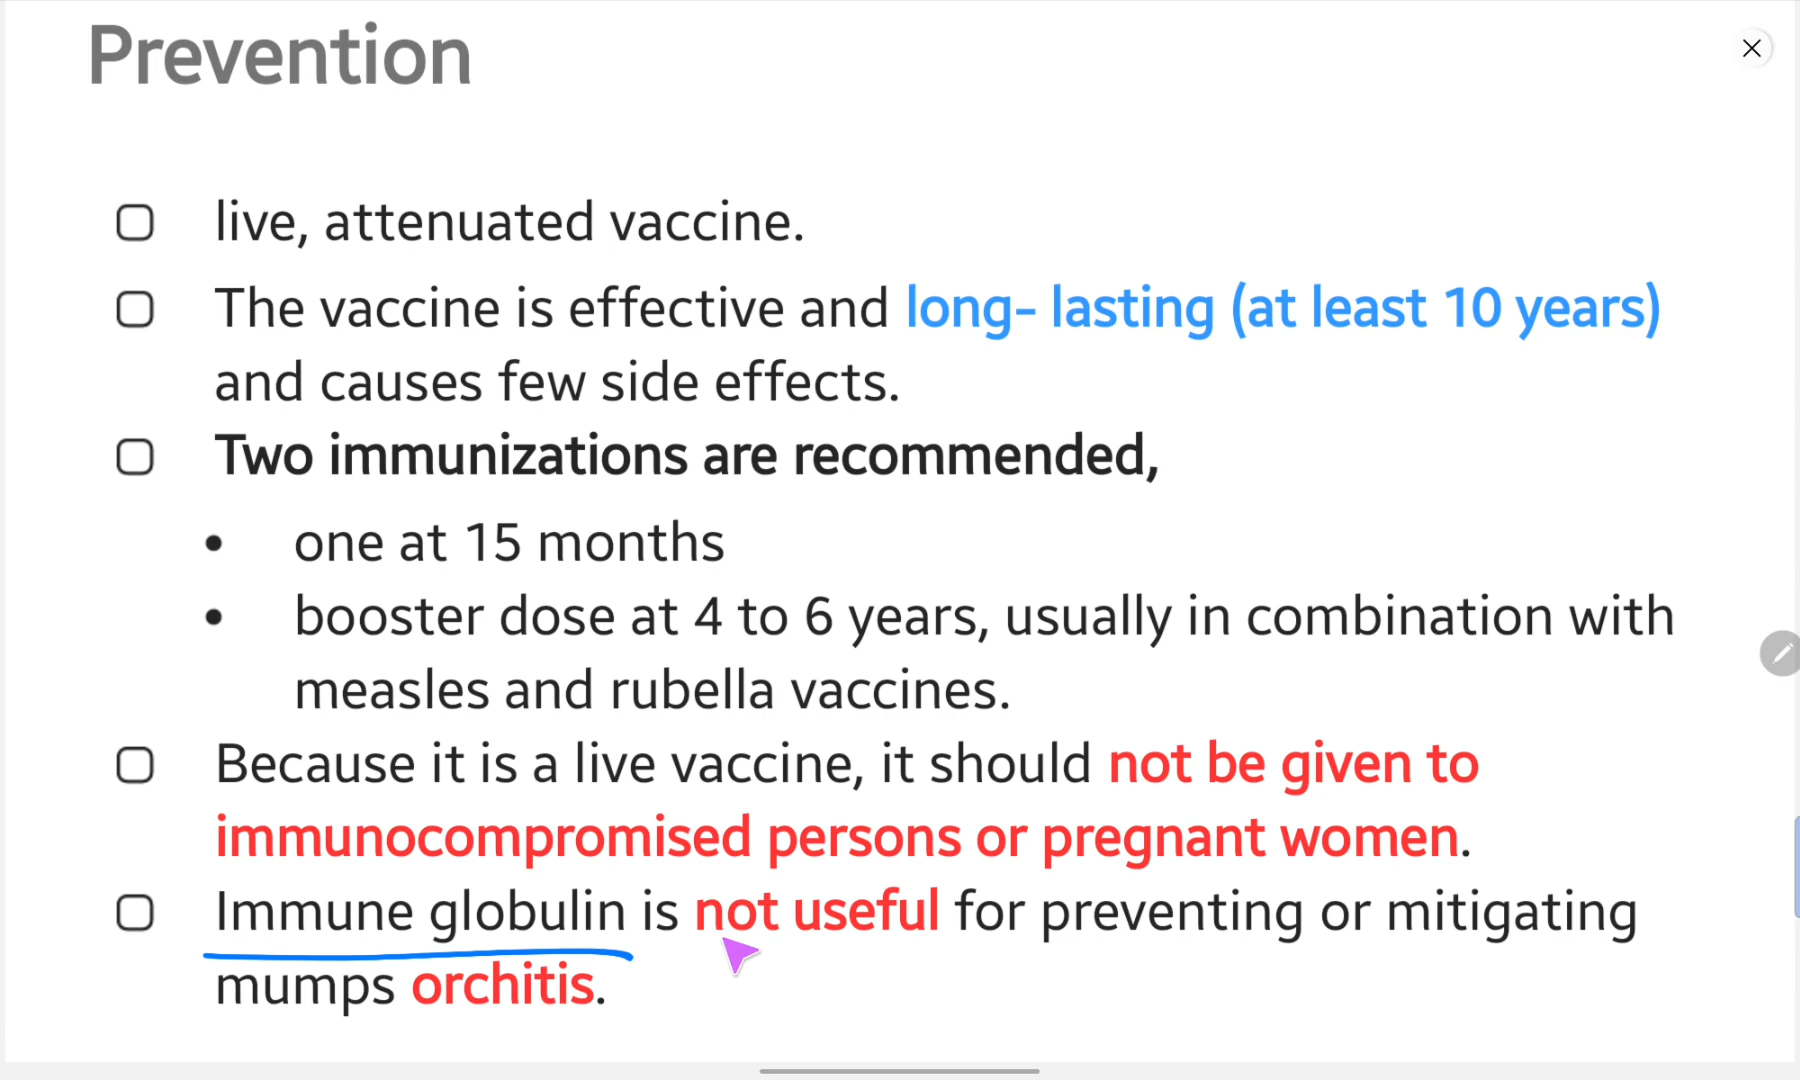 Prevention
live, attenuated vaccine.
The vaccine is effective and long- lasting (at least 10 years)
and causes few side effects.
Two immunizations are recommended,
• one at 15 months
• booster dose at 4 to 6 years, usually in combination with
measles and rubella vaccines.
Because it is a live vaccine, it should not be given to
immunocompromised persons or pregnant women.
Immune globulin is not useful for preventing or mitigating
mumps orchitis.